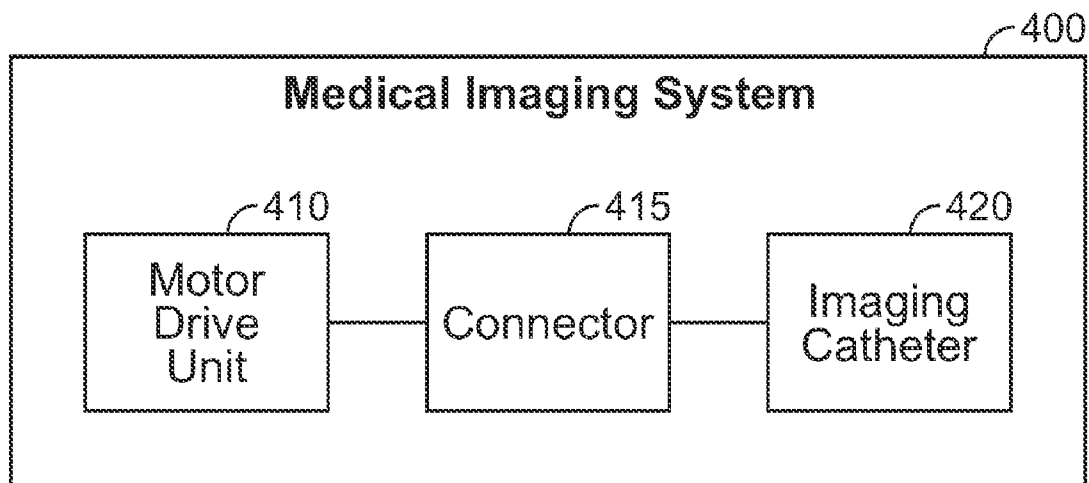 400
Medical Imaging System
410
415
420
Motor
Drive
Unit
Connector
Imaging
Catheter